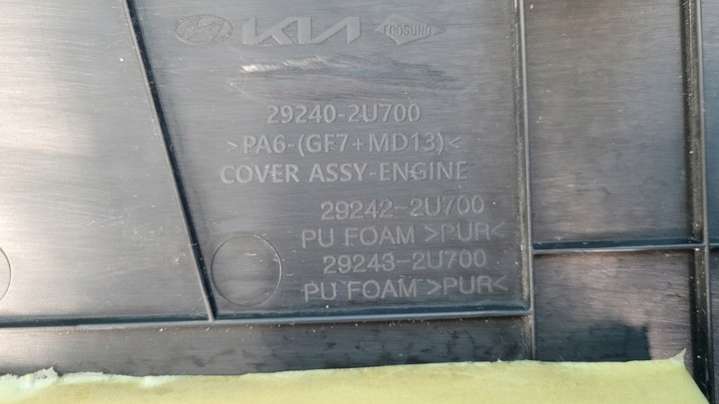 KIA TOOSUNG
29240-2U700
>PA6-(GF7+MD13)<
COVER ASSY-ENGINE
29242-2U700
PU FOAM >PUR<
29243-2U700
PU FOAM >PUR<